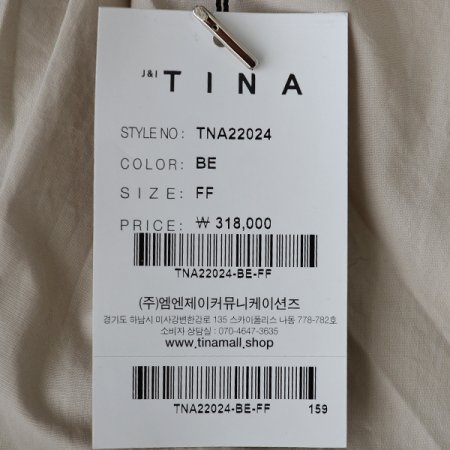 J&I TINA
STYLE NO : TNA22024
COLOR: BE
SIZE: FF
PRICE: ₩ 318,000
TNA22024-BE-FF
(주)엠엔제이커뮤니케이션즈
경기도 하남시 미사강변한강로 135 스카이폴리스 나동 778-782호
소비자 상담실 : 070-4647-3635
www.tinamall.shop
TNA22024-BE-FF 159